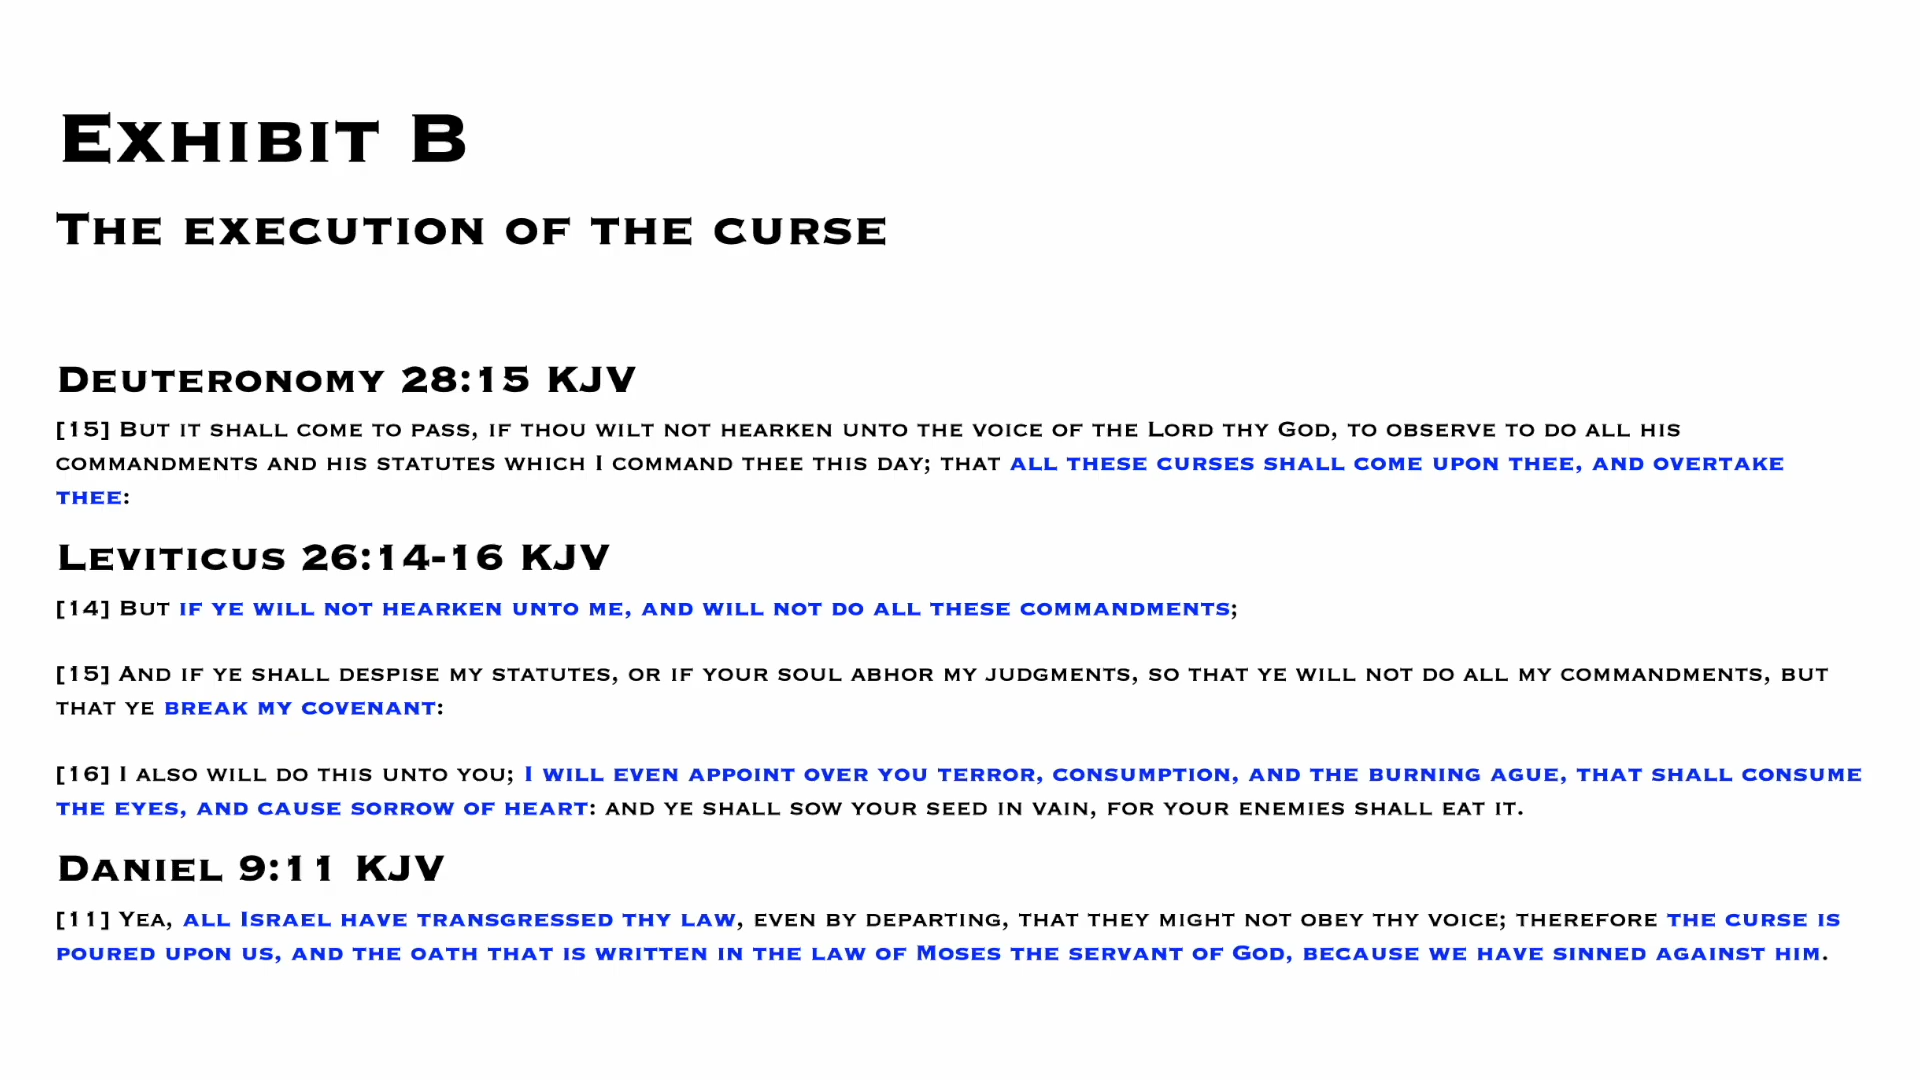 Exhibit B
The execution of the curse
Deuteronomy 28:15 KJV
[15] But it shall come to pass, if thou wilt not hearken unto the voice of the Lord thy God, to observe to do all his
commandments and his statutes which I command thee this day; that all these curses shall come upon thee, and overtake
thee:
Leviticus 26:14-16 KJV
[14] But if ye will not hearken unto me, and will not do all these commandments;
[15] And if ye shall despise my statutes, or if your soul abhor my judgments, so that ye will not do all my commandments, but
that ye break my covenant:
[16] I also will do this unto you; I will even appoint over you terror, consumption, and the burning ague, that shall consume
the eyes, and cause sorrow of heart: and ye shall sow your seed in vain, for your enemies shall eat it.
Daniel 9:11 KJV
[11] Yea, all Israel have transgressed thy law, even by departing, that they might not obey thy voice; therefore the curse is
poured upon us, and the oath that is written in the law of Moses the servant of God, because we have sinned against him.